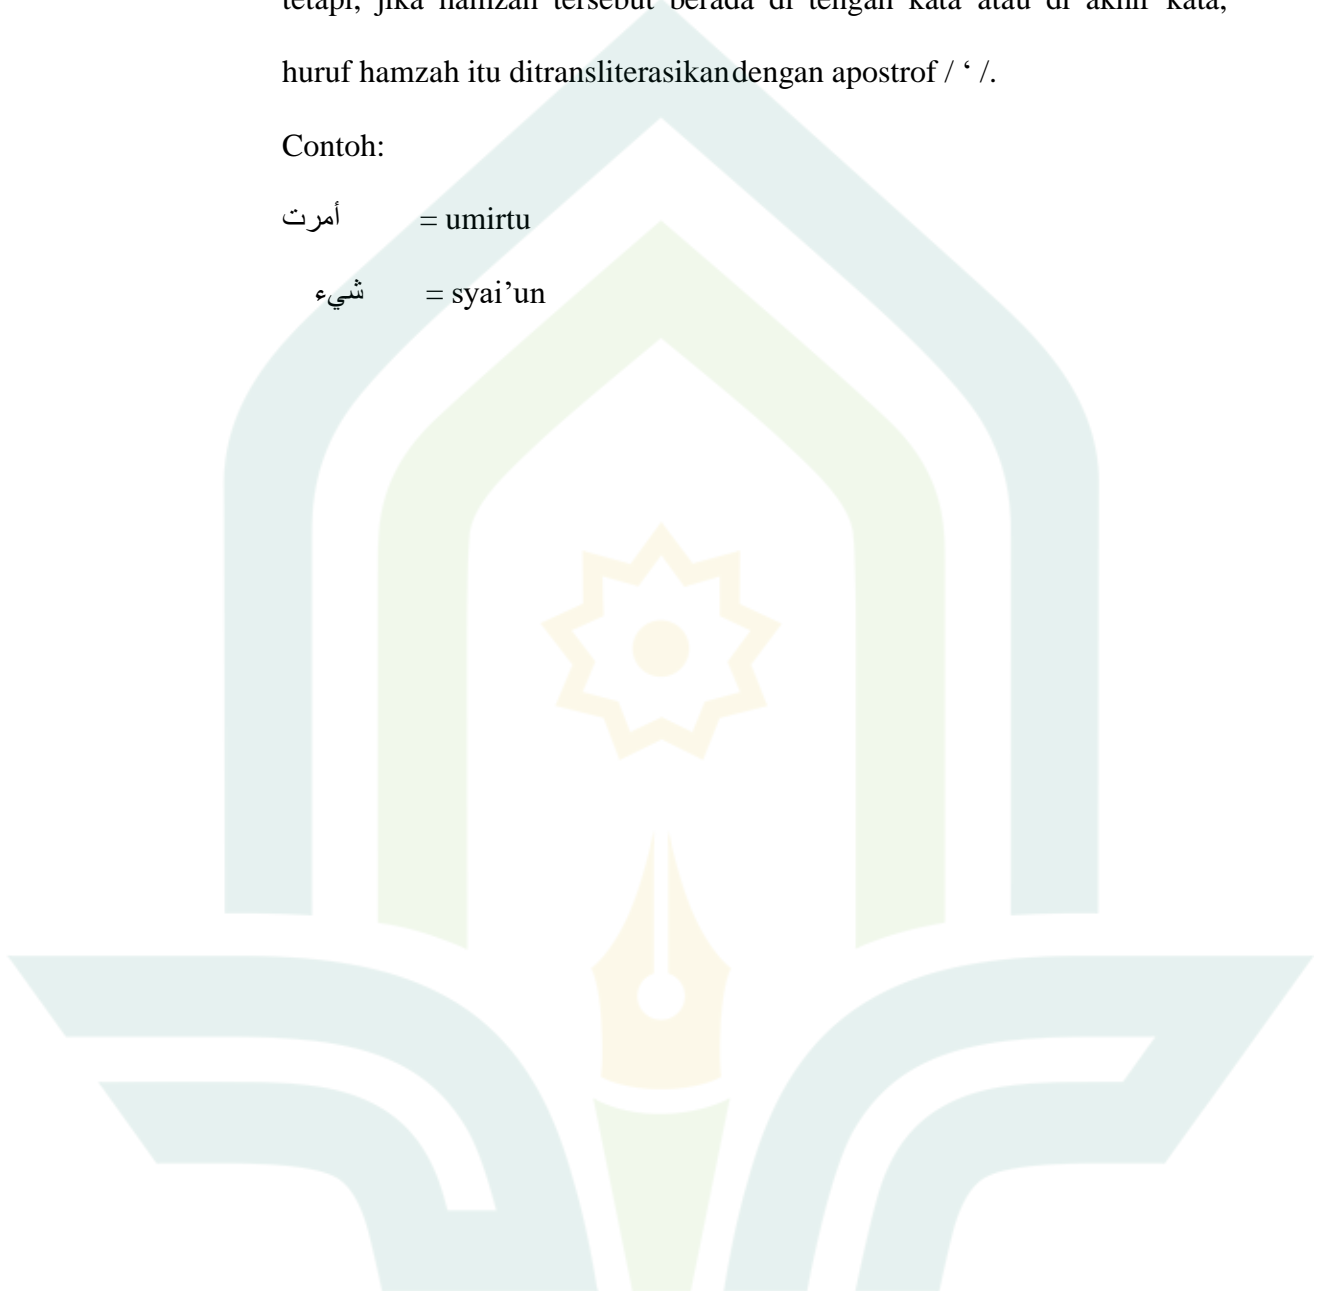 tetapi, jika hamzah tersebut berada di tengah kata atau di akhir kata,
huruf hamzah itu ditransliterasikandengan apostrof / ‘ /.
Contoh:
أمرت = umirtu
شيء = syai’un